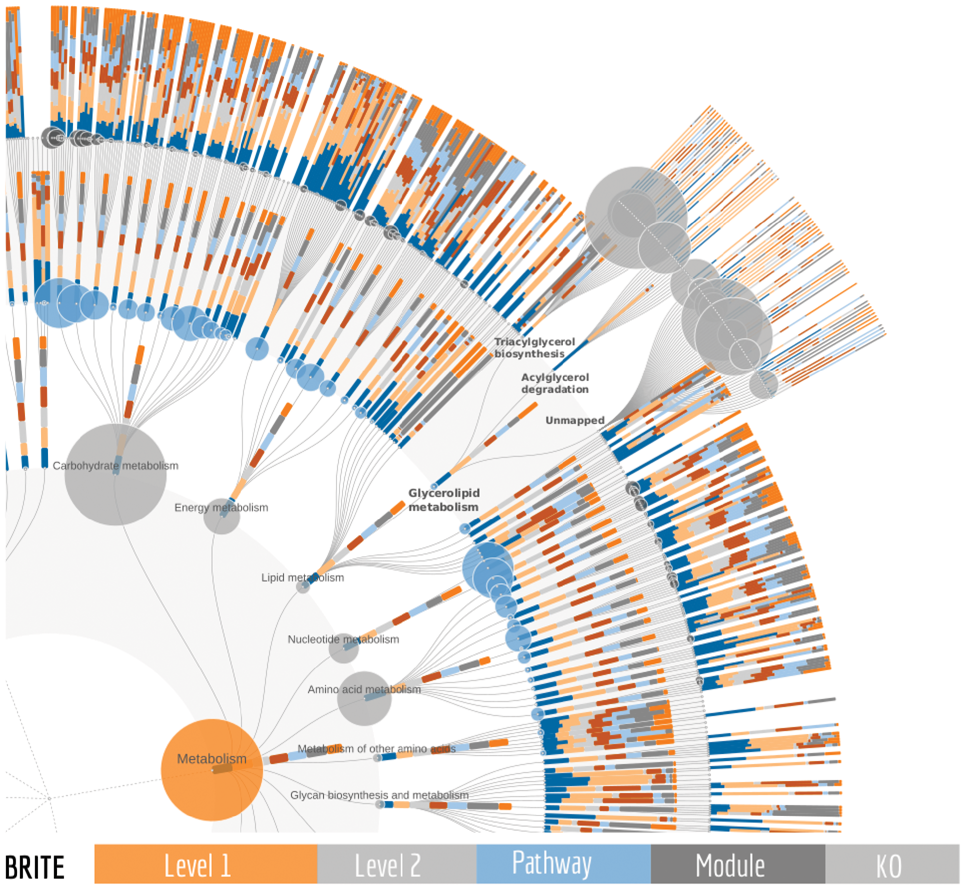 Triacylglycerol
biosynthesis
Acylglycerol
degradation
Unmapped
Carbohydrate metabolism
Glycerolipid
metabolism
Energy metabolism
Lipid metabolism
Nucleotide metabolism
Amino acid metabolism
Metabolism of other amino acids
Metabolism
Glycan biosynthesis and metabolism
BRITE Level 1 Level 2 Pathway Module KO